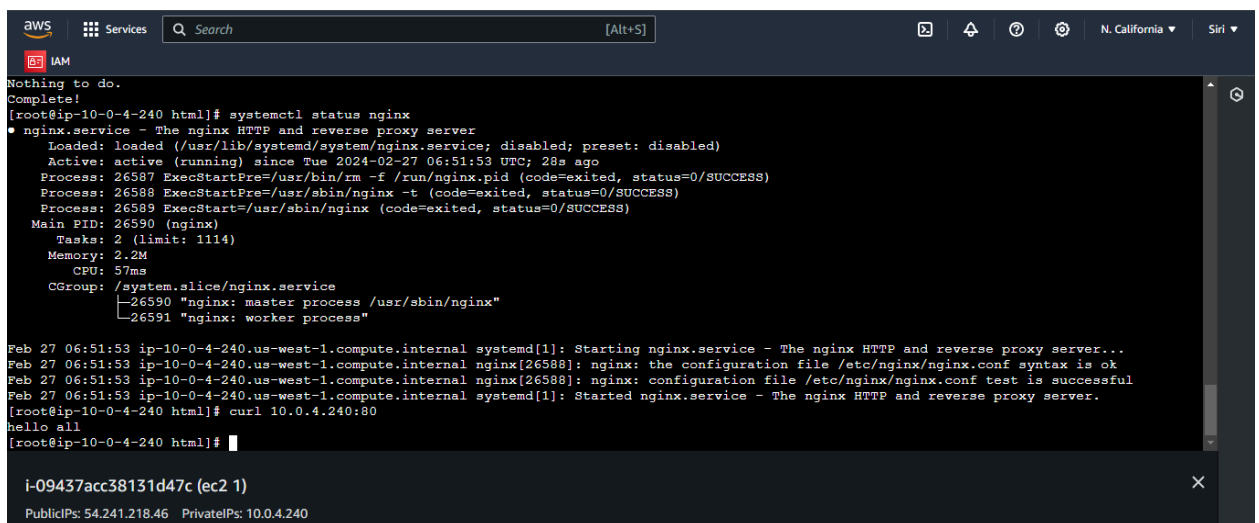 aws Services Search [Alt+S] N. California ▼ Siri ▼
IAM
Nothing to do.
Complete!
[root@ip-10-0-4-240 html]# systemctl status nginx
● nginx.service - The nginx HTTP and reverse proxy server
     Loaded: loaded (/usr/lib/systemd/system/nginx.service; disabled; preset: disabled)
     Active: active (running) since Tue 2024-02-27 06:51:53 UTC; 28s ago
    Process: 26587 ExecStartPre=/usr/bin/rm -f /run/nginx.pid (code=exited, status=0/SUCCESS)
    Process: 26588 ExecStartPre=/usr/sbin/nginx -t (code=exited, status=0/SUCCESS)
    Process: 26589 ExecStart=/usr/sbin/nginx (code=exited, status=0/SUCCESS)
   Main PID: 26590 (nginx)
      Tasks: 2 (limit: 1114)
     Memory: 2.2M
        CPU: 57ms
     CGroup: /system.slice/nginx.service
             ├─26590 "nginx: master process /usr/sbin/nginx"
             └─26591 "nginx: worker process"
Feb 27 06:51:53 ip-10-0-4-240.us-west-1.compute.internal systemd[1]: Starting nginx.service - The nginx HTTP and reverse proxy server...
Feb 27 06:51:53 ip-10-0-4-240.us-west-1.compute.internal nginx[26588]: nginx: the configuration file /etc/nginx/nginx.conf syntax is ok
Feb 27 06:51:53 ip-10-0-4-240.us-west-1.compute.internal nginx[26588]: nginx: configuration file /etc/nginx/nginx.conf test is successful
Feb 27 06:51:53 ip-10-0-4-240.us-west-1.compute.internal systemd[1]: Started nginx.service - The nginx HTTP and reverse proxy server.
[root@ip-10-0-4-240 html]# curl 10.0.4.240:80
hello all
[root@ip-10-0-4-240 html]#
i-09437acc38131d47c (ec2 1)
PublicIPs: 54.241.218.46 PrivateIPs: 10.0.4.240